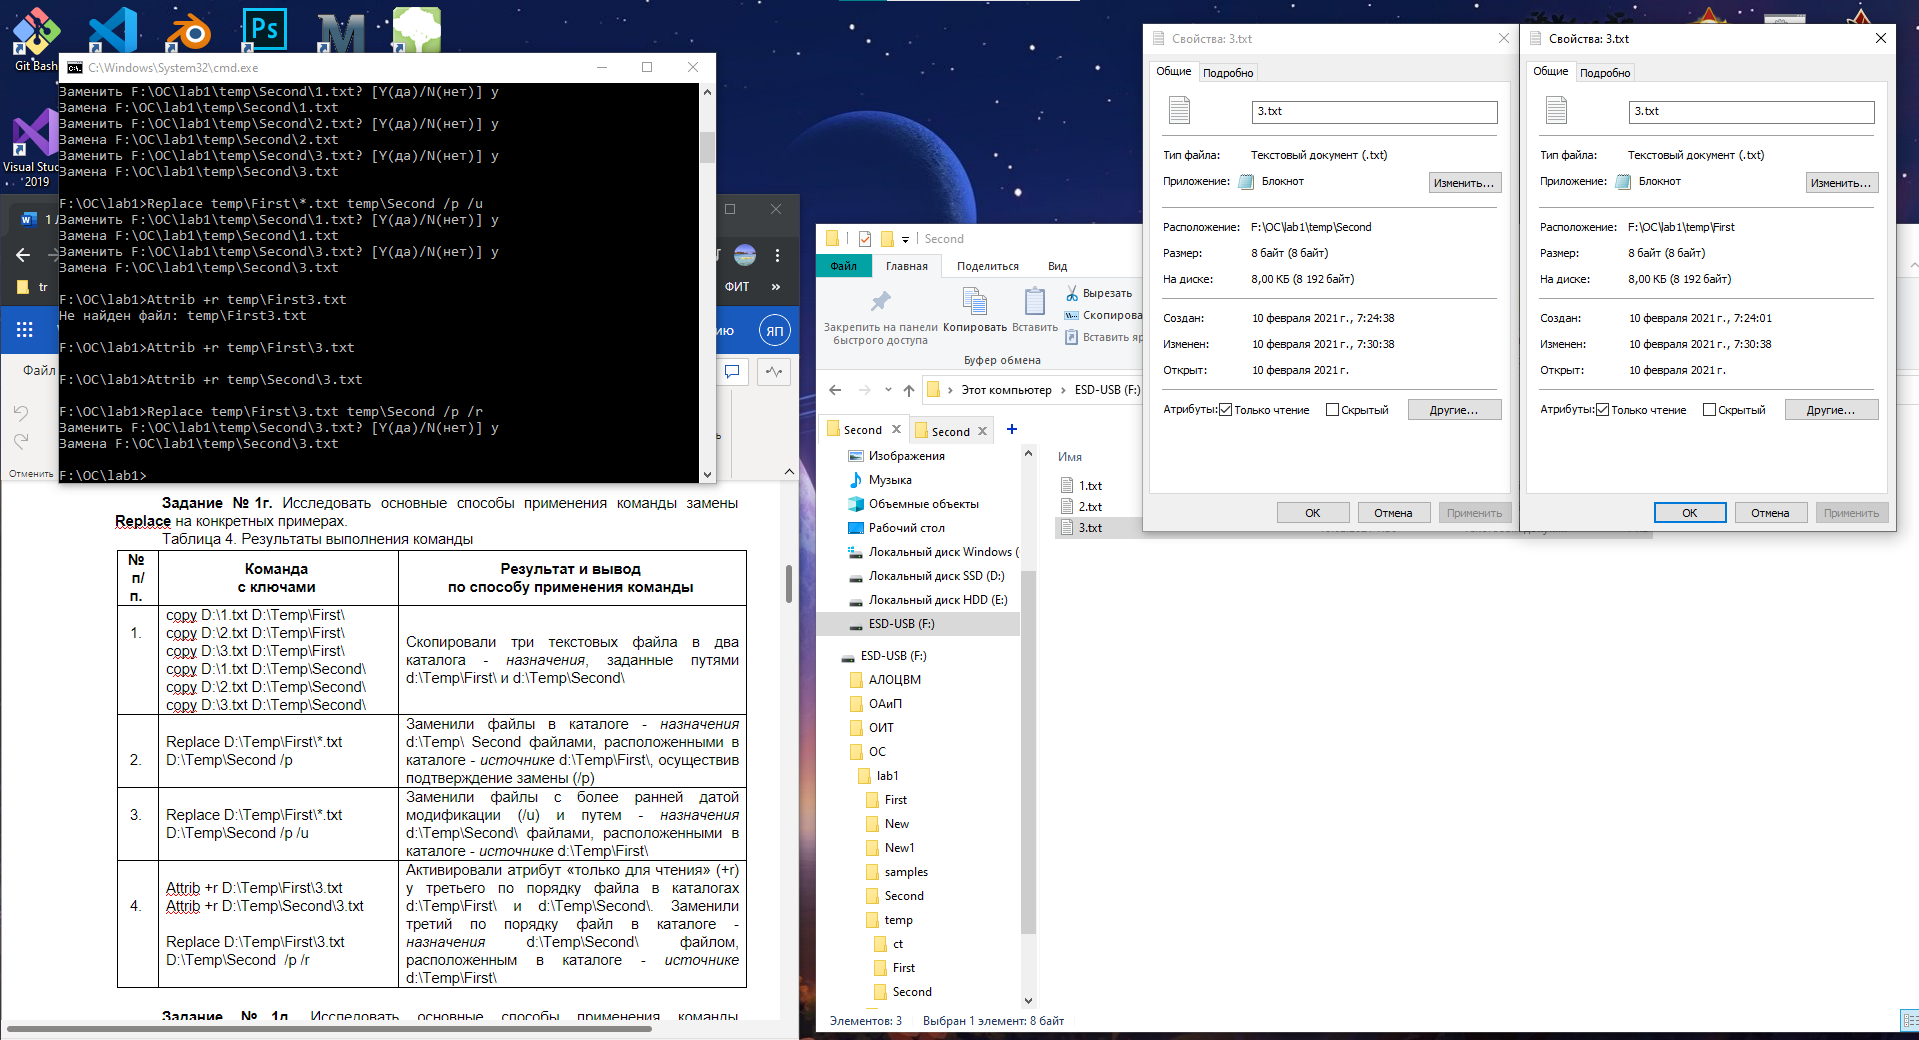 Git Bash
Visual Stuc
2019
Ps
C:\Windows\System32\cmd.exe
Заменить F:\OC\lab1\temp\Second\1.txt? [Y(да)/N(нет)] y
Замена F:\OC\lab1\temp\Second\1.txt
Заменить F:\OC\lab1\temp\Second\2.txt? [Y(да)/N(нет)] y
Замена F:\OC\lab1\temp\Second\2.txt
Заменить F:\OC\lab1\temp\Second\3.txt? [Y(да)/N(нет)] y
Замена F:\OC\lab1\temp\Second\3.txt
F:\OC\lab1>Replace temp\First\*.txt temp\Second /p /u
Заменить F:\OC\lab1\temp\Second\1.txt? [Y(да)/N(нет)] y
Замена F:\OC\lab1\temp\Second\1.txt
Заменить F:\OC\lab1\temp\Second\3.txt? [Y(да)/N(нет)] y
Замена F:\OC\lab1\temp\Second\3.txt
F:\OC\lab1>Attrib +r temp\First3.txt
Не найден файл: temp\First3.txt
F:\OC\lab1>Attrib +r temp\First\3.txt
F:\OC\lab1>Attrib +r temp\Second\3.txt
F:\OC\lab1>Replace temp\First\3.txt temp\Second /p /r
Заменить F:\OC\lab1\temp\Second\3.txt? [Y(да)/N(нет)] y
Замена F:\OC\lab1\temp\Second\3.txt
F:\OC\lab1>
tr
ФИТ
»
ию
ЯП
Файл
Отменить
Задание № 1г. Исследовать основные способы применения команды замены
Replace на конкретных примерах.
Таблица 4. Результаты выполнения команды
№
п/
п.
Команда
с ключами
Результат и вывод
по способу применения команды
1.
copy D:\1.txt D:\Temp\First\
copy D:\2.txt D:\Temp\First\
copy D:\3.txt D:\Temp\First\
copy D:\1.txt D:\Temp\Second\
copy D:\2.txt D:\Temp\Second\
copy D:\3.txt D:\Temp\Second\
Скопировали три текстовых файла в два
каталога - назначения, заданные путями
d:\Temp\First\ и d:\Temp\Second\
2.
Replace D:\Temp\First\*.txt
D:\Temp\Second /p
Заменили файлы в каталоге - назначения
d:\Temp\ Second файлами, расположенными в
каталоге - источнике d:\Temp\First\, осуществив
подтверждение замены (/p)
3.
Replace D:\Temp\First\*.txt
D:\Temp\Second /p /u
Заменили файлы с более ранней датой
модификации (/u) и путем - назначения
d:\Temp\Second\ файлами, расположенными в
каталоге - источнике d:\Temp\First\
4.
Attrib +r D:\Temp\First\3.txt
Attrib +r D:\Temp\Second\3.txt
Replace D:\Temp\First\3.txt
D:\Temp\Second /p /r
Активировали атрибут «только для чтения» (+r)
у третьего по порядку файла в каталогах
d:\Temp\First\ и d:\Temp\Second\. Заменили
третий по порядку файл в каталоге -
назначения d:\Temp\Second\ файлом,
расположенным в каталоге - источнике
d:\Temp\First\
Задание № 1д. Исследовать основные способы применения команды
Second
Файл
Главная
Поделиться
Вид
Закрепить на панели
быстрого доступа
Копировать
Вставить
Вырезать
Скопирова
Вставить яр
Буфер обмена
Этот компьютер > ESD-USB (F:)
Second
Second
Изображения
Музыка
Объемные объекты
Рабочий стол
Локальный диск Windows (
Локальный диск SSD (D:)
Локальный диск HDD (E:)
ESD-USB (F:)
ESD-USB (F:)
АЛОЦВМ
ОАиП
ОИТ
ОС
lab1
First
New
New1
samples
Second
temp
ct
First
Second
Имя
1.txt
2.txt
3.txt
Элементов: 3
Выбран 1 элемент: 8 байт
Свойства: 3.txt
Общие
Подробно
3.txt
Тип файла: Текстовый документ (.txt)
Приложение: Блокнот
Изменить...
Расположение: F:\OC\lab1\temp\Second
Размер: 8 байт (8 байт)
На диске: 8,00 КБ (8 192 байт)
Создан: 10 февраля 2021 г., 7:24:38
Изменен: 10 февраля 2021 г., 7:30:38
Открыт: 10 февраля 2021 г.
Атрибуты: Только чтение Скрытый Другие...
ОК Отмена Применить
Свойства: 3.txt
Общие
Подробно
3.txt
Тип файла: Текстовый документ (.txt)
Приложение: Блокнот
Изменить...
Расположение: F:\OC\lab1\temp\First
Размер: 8 байт (8 байт)
На диске: 8,00 КБ (8 192 байт)
Создан: 10 февраля 2021 г., 7:24:01
Изменен: 10 февраля 2021 г., 7:30:38
Открыт: 10 февраля 2021 г.
Атрибуты: Только чтение Скрытый Другие...
ОК Отмена Применить